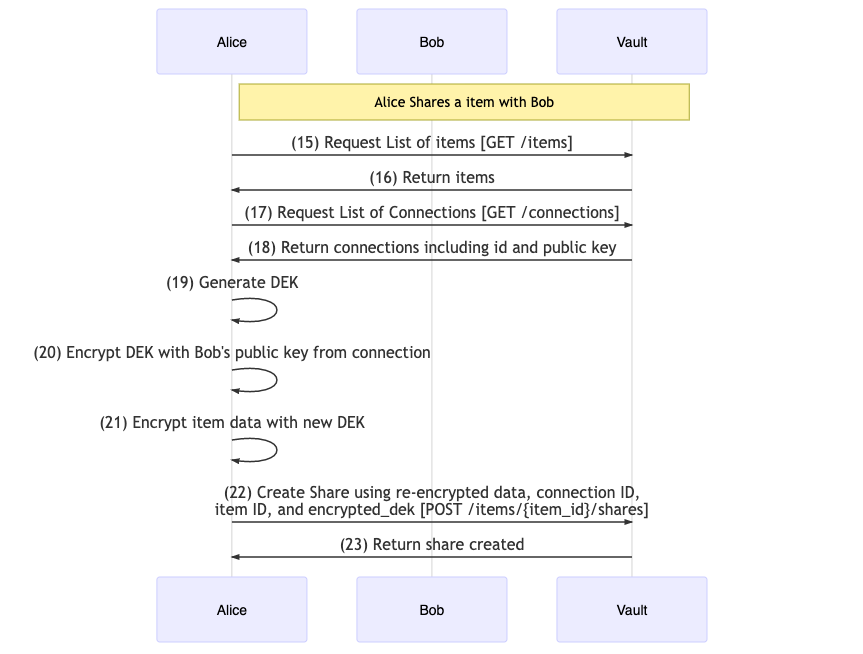 Alice
Bob
Vault
Alice Shares a item with Bob
(15) Request List of items [GET /items]
(16) Return items
(17) Request List of Connections [GET /connections]
(18) Return connections including id and public key
(19) Generate DEK
(20) Encrypt DEK with Bob's public key from connection
(21) Encrypt item data with new DEK
(22) Create Share using re-encrypted data, connection ID,
item ID, and encrypted_dek [POST /items/{item_id}/shares]
(23) Return share created
Alice
Bob
Vault